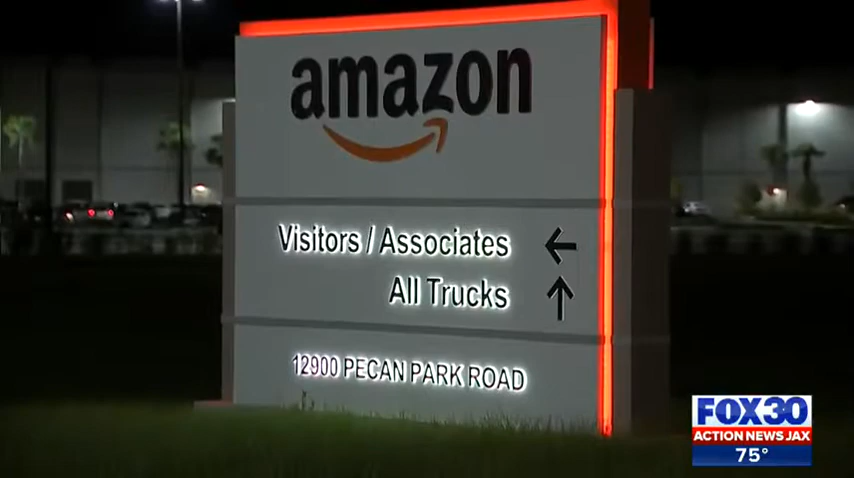 amazon
Visitors / Associates ←
All Trucks ↑
12900 PECAN PARK ROAD
FOX30
ACTION NEWS JAX
75°